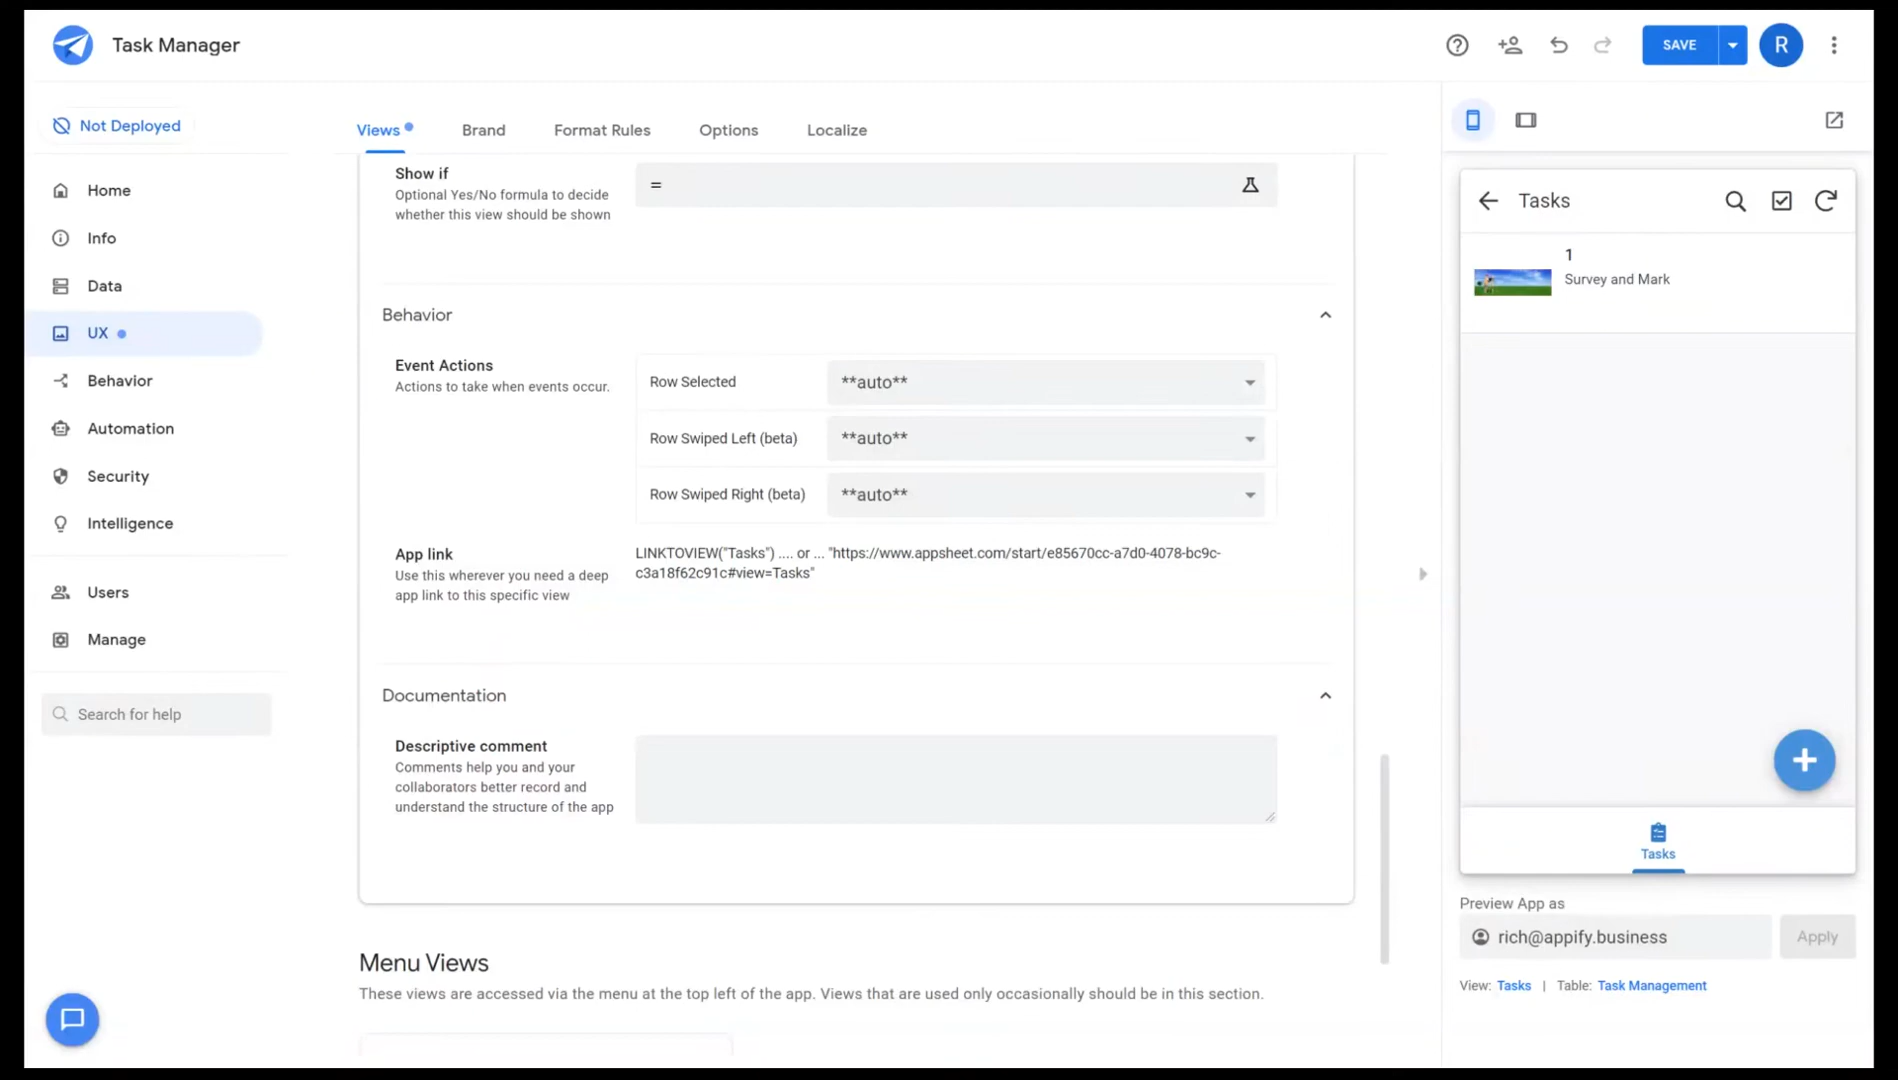 Task Manager
SAVE
R
Not Deployed
Home
Info
Data
UX
Behavior
Automation
Security
Intelligence
Users
Manage
Search for help
Views
Brand
Format Rules
Options
Localize
Show if
Optional Yes/No formula to decide
whether this view should be shown
=
Behavior
Event Actions
Actions to take when events occur.
Row Selected
**auto**
Row Swiped Left (beta)
**auto**
Row Swiped Right (beta)
**auto**
App link
Use this wherever you need a deep
app link to this specific view
LINKTOVIEW("Tasks") .... or ... "https://www.appsheet.com/start/e85670cc-a7d0-4078-bc9c-
c3a18f62c91c#view=Tasks"
Documentation
Descriptive comment
Comments help you and your
collaborators better record and
understand the structure of the app
Menu Views
These views are accessed via the menu at the top left of the app. Views that are used only occasionally should be in this section.
Tasks
1
Survey and Mark
Tasks
Preview App as
rich@appify.business
Apply
View: Tasks | Table: Task Management